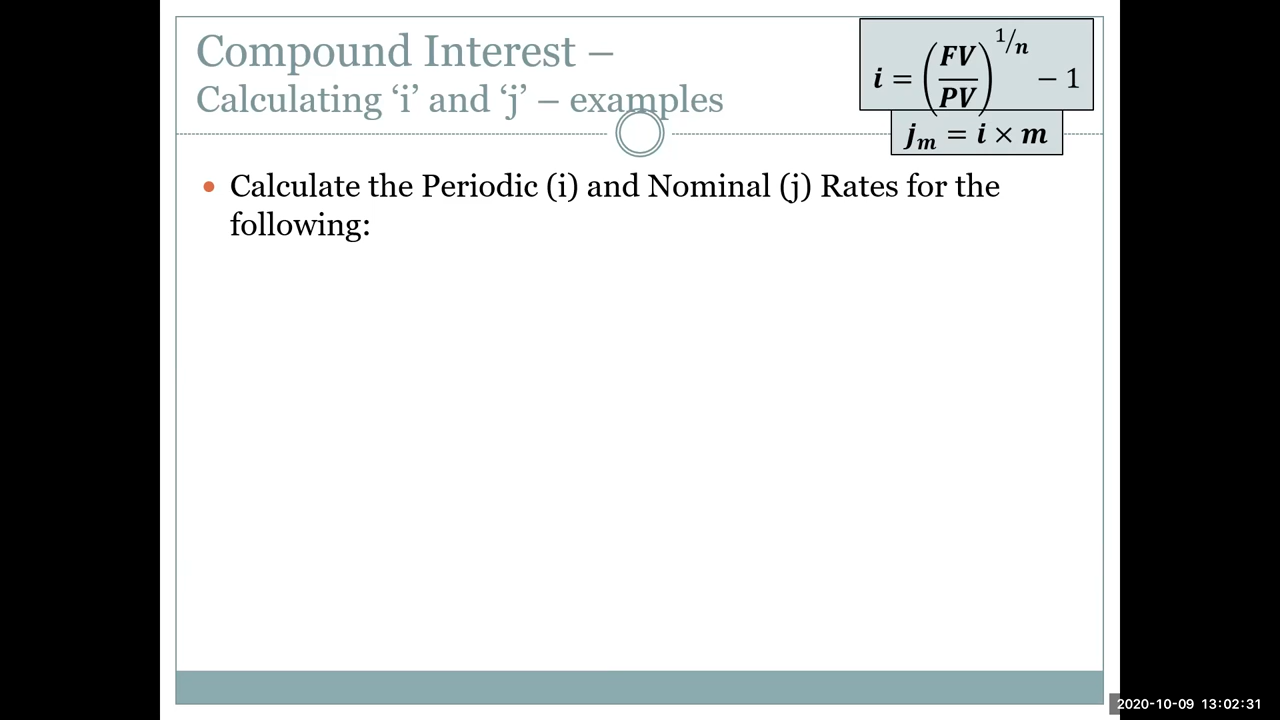 Compound Interest –
Calculating ‘i’ and ‘j’ – examples
i = (FV/PV)^1/n − 1
jm = i × m
Calculate the Periodic (i) and Nominal (j) Rates for the
following:
2020-10-09 13:02:31